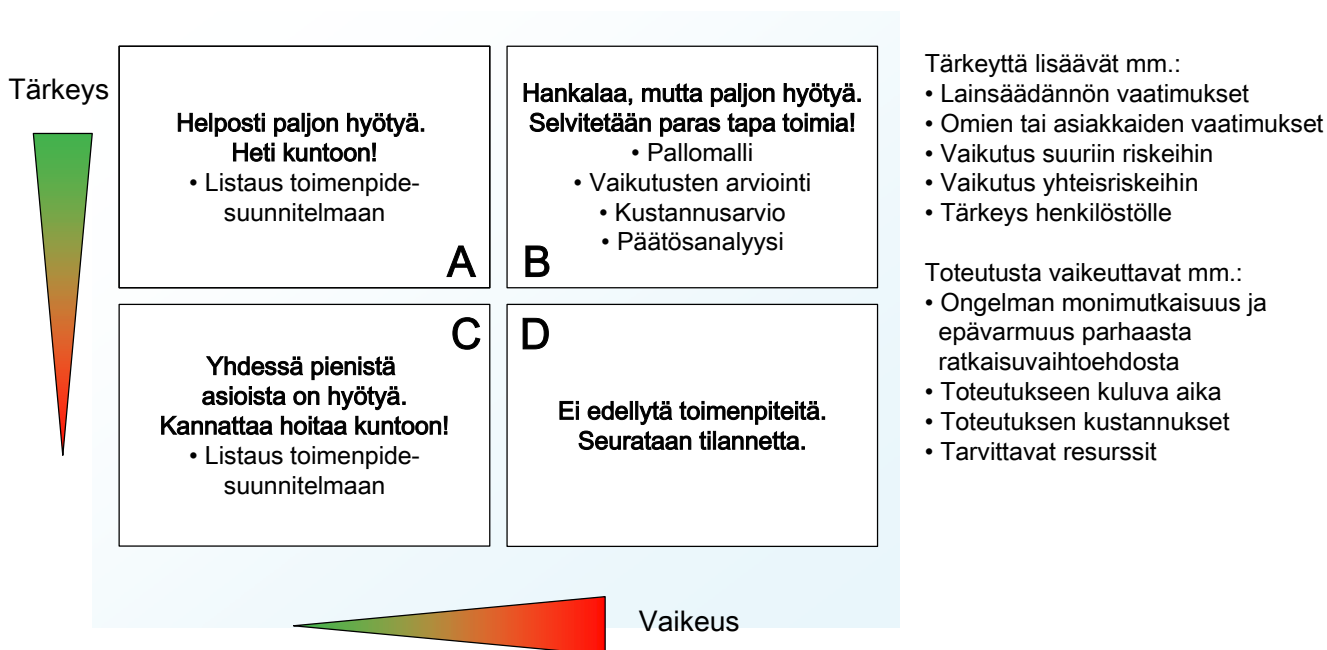 Tärkeys
Helposti paljon hyötyä.
Heti kuntoon!
• Listaus toimenpide-
suunnitelmaan
A
Hankalaa, mutta paljon hyötyä.
Selvitetään paras tapa toimia!
• Pallomalli
• Vaikutusten arviointi
• Kustannusarvio
• Päätösanalyysi
B
C
Yhdessä pienistä
asioista on hyötyä.
Kannattaa hoitaa kuntoon!
• Listaus toimenpide-
suunnitelmaan
D
Ei edellytä toimenpiteitä.
Seurataan tilannetta.
Vaikeus
Tärkeyttä lisäävät mm.:
• Lainsäädännön vaatimukset
• Omien tai asiakkaiden vaatimukset
• Vaikutus suuriin riskeihin
• Vaikutus yhteisriskeihin
• Tärkeys henkilöstölle
Toteutusta vaikeuttavat mm.:
• Ongelman monimutkaisuus ja
epävarmuus parhaasta
ratkaisuvaihtoehdosta
• Toteutukseen kuluva aika
• Toteutuksen kustannukset
• Tarvittavat resurssit